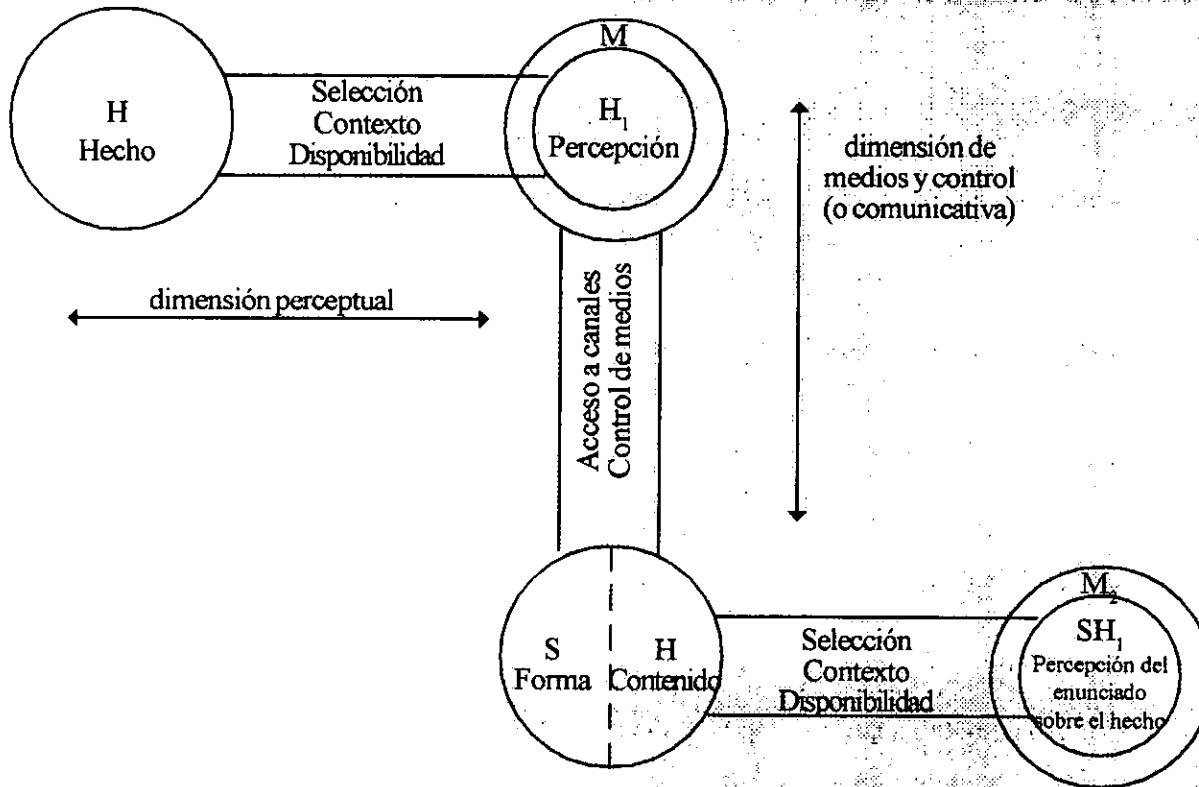 H
Hecho
Selección
Contexto
Disponibilidad
M
H₁
Percepción
dimensión de
medios y control
(o comunicativa)
dimensión perceptual
Acceso a canales
Control de medios
S
Forma
H
Contenido
Selección
Contexto
Disponibilidad
M₂
SH₁
Percepción del
enunciado
sobre el hecho